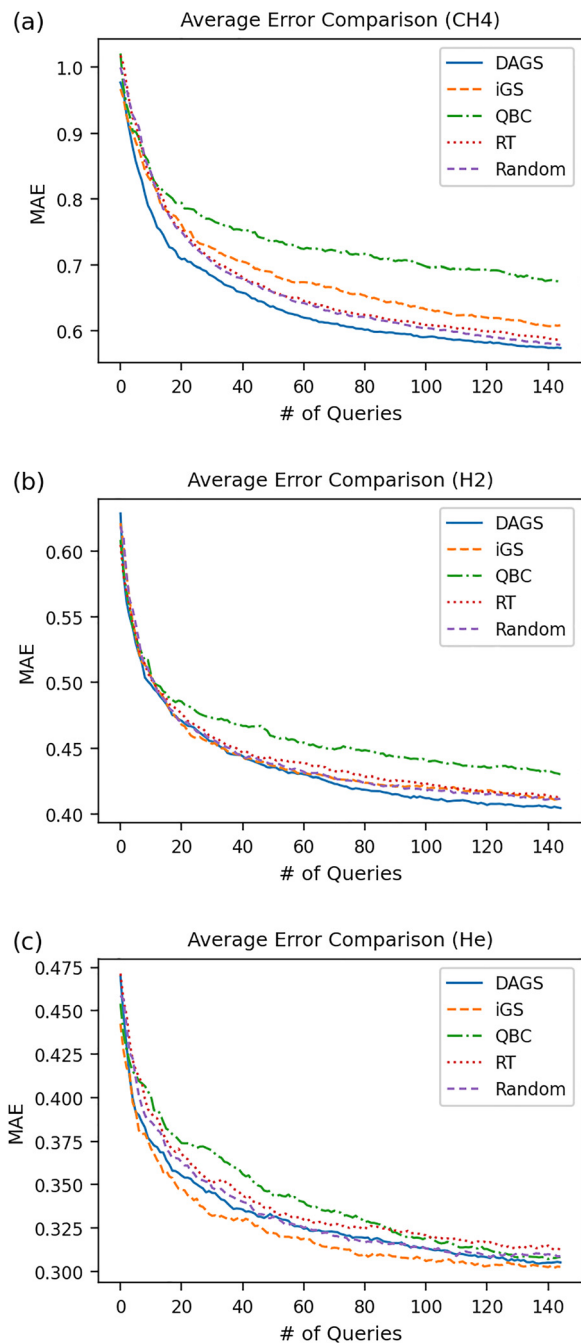 (a)
Average Error Comparison (CH4)
1.0
0.9
0.8
0.7
0.6
MAE
DAGS
iGS
QBC
RT
Random
0 20 40 60 80 100 120 140
# of Queries
(b)
Average Error Comparison (H2)
0.60
0.55
0.50
0.45
0.40
MAE
DAGS
iGS
QBC
RT
Random
0 20 40 60 80 100 120 140
# of Queries
(c)
Average Error Comparison (He)
0.475
0.450
0.425
0.400
0.375
0.350
0.325
0.300
MAE
DAGS
iGS
QBC
RT
Random
0 20 40 60 80 100 120 140
# of Queries